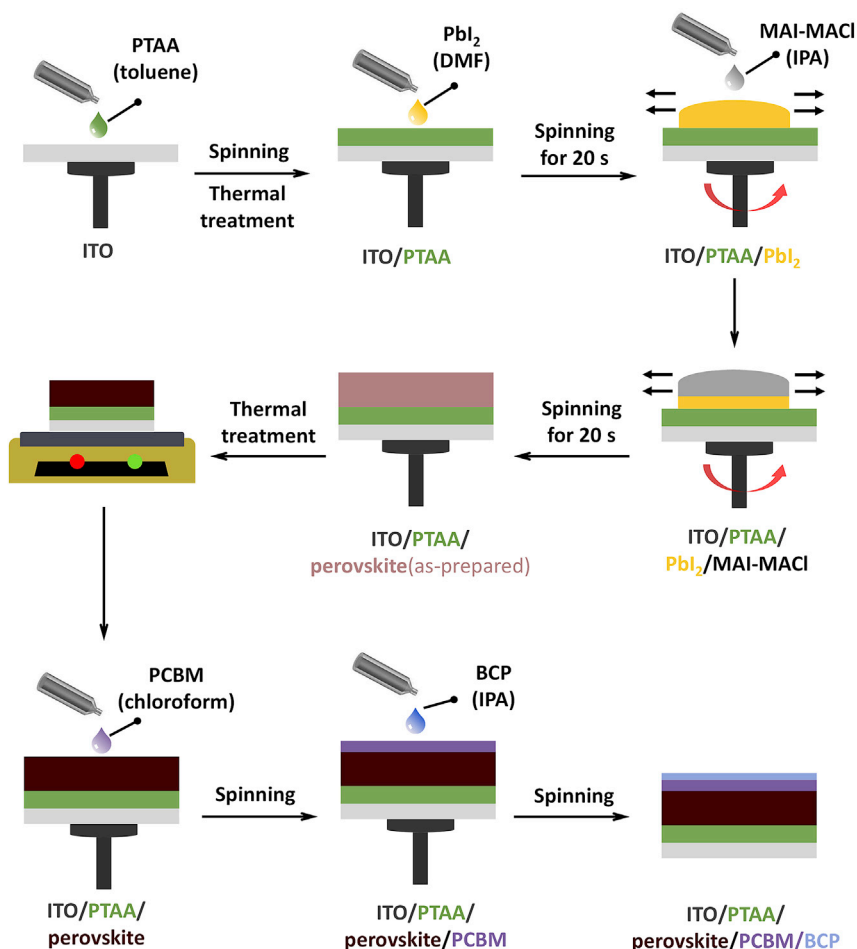 PTAA
(toluene)
PbI₂
(DMF)
MAI-MACl
(IPA)
Spinning
Thermal
treatment
Spinning
for 20 s
ITO
ITO/PTAA
ITO/PTAA/PbI₂
Thermal
treatment
Spinning
for 20 s
ITO/PTAA/
perovskite(as-prepared)
ITO/PTAA/
PbI₂/MAI-MACl
PCBM
(chloroform)
BCP
(IPA)
Spinning
Spinning
ITO/PTAA/
perovskite
ITO/PTAA/
perovskite/PCBM
ITO/PTAA/
perovskite/PCBM/BCP